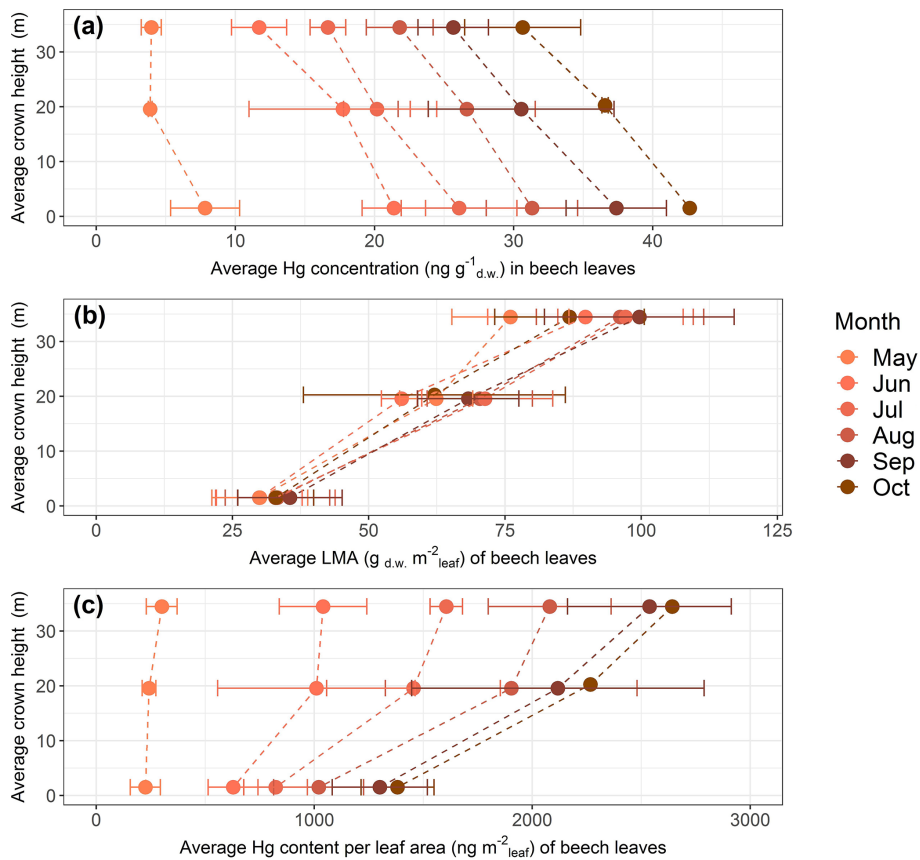 (a)
Average crown height (m)
30
20
10
0
0 10 20 30 40
Average Hg concentration (ng g⁻¹d.w.) in beech leaves
(b)
Average crown height (m)
30
20
10
0
0 25 50 75 100 125
Average LMA (g d.w. m⁻²leaf) of beech leaves
Month
May
Jun
Jul
Aug
Sep
Oct
(c)
Average crown height (m)
30
20
10
0
0 1000 2000 3000
Average Hg content per leaf area (ng m⁻²leaf) of beech leaves